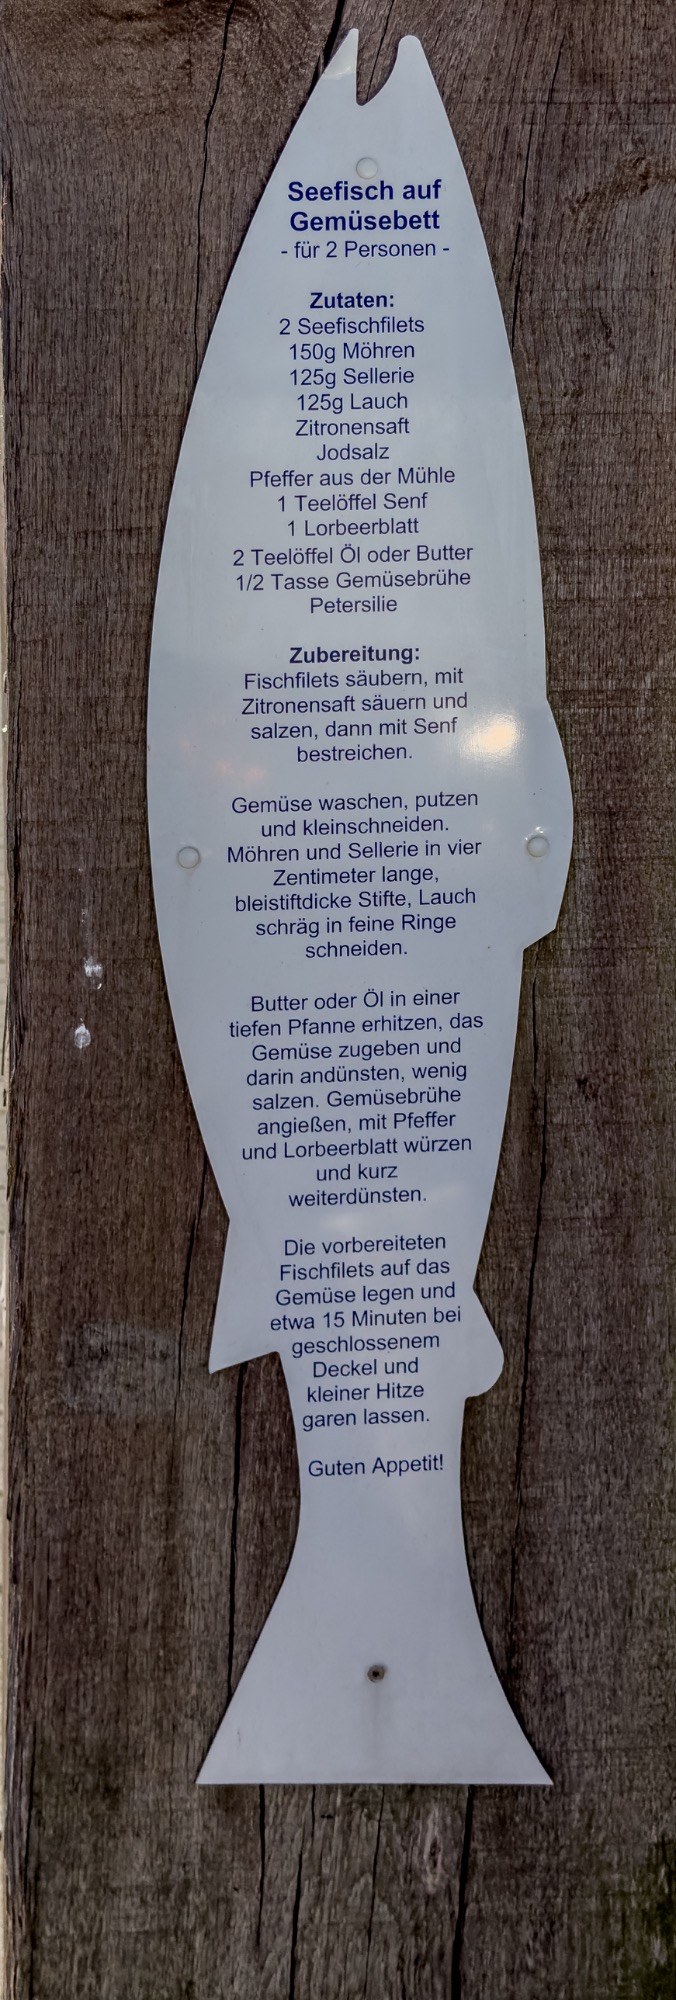 Seefisch auf
Gemüsebett
- für 2 Personen -
Zutaten:
2 Seefischfilets
150g Möhren
125g Sellerie
125g Lauch
Zitronensaft
Jodsalz
Pfeffer aus der Mühle
1 Teelöffel Senf
1 Lorbeerblatt
2 Teelöffel Öl oder Butter
1/2 Tasse Gemüsebrühe
Petersilie
Zubereitung:
Fischfilets säubern, mit
Zitronensaft säuern und
salzen, dann mit Senf
bestreichen.
Gemüse waschen, putzen
und kleinschneiden.
Möhren und Sellerie in vier
Zentimeter lange,
bleistiftdicke Stifte, Lauch
schräg in feine Ringe
schneiden.
Butter oder Öl in einer
tiefen Pfanne erhitzen, das
Gemüse zugeben und
darin andünsten, wenig
salzen. Gemüsebrühe
angießen, mit Pfeffer
und Lorbeerblatt würzen
und kurz
weiterdünsten.
Die vorbereiteten
Fischfilets auf das
Gemüse legen und
etwa 15 Minuten bei
geschlossenem
Deckel und
kleiner Hitze
garen lassen.
Guten Appetit!